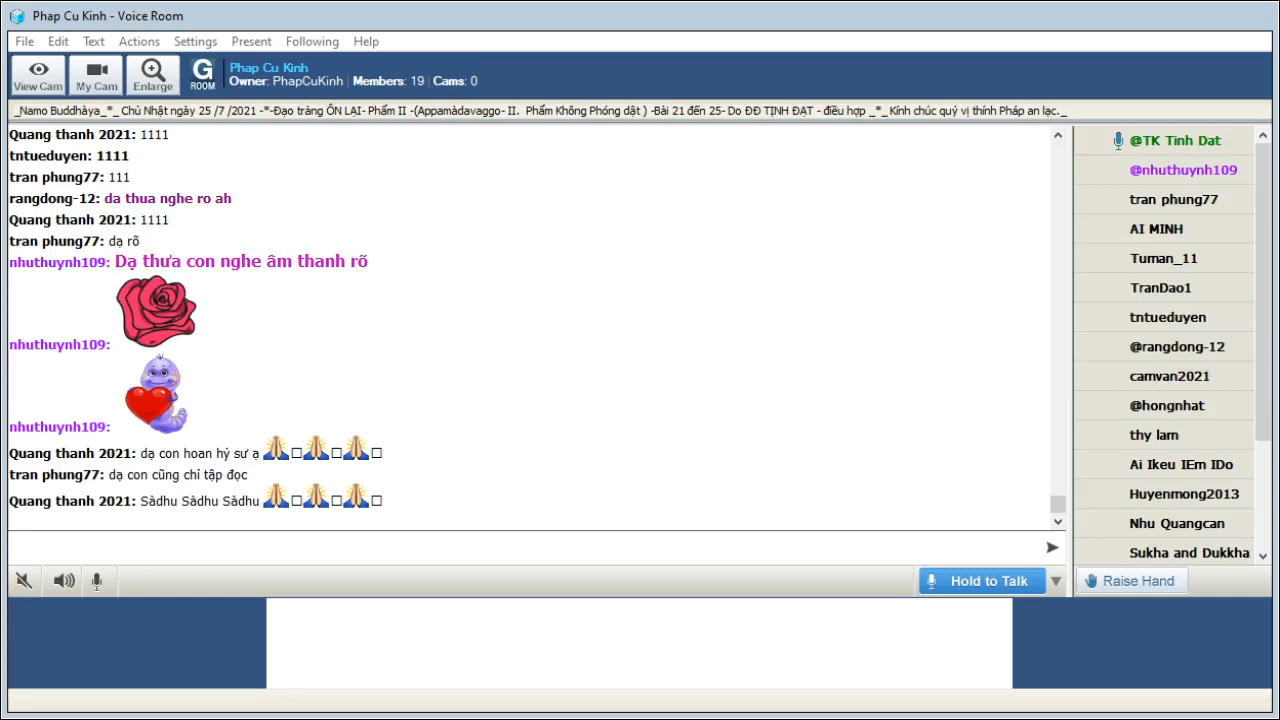 Phap Cu Kinh - Voice Room
File Edit Text Actions Settings Present Following Help
View Cam My Cam Enlarge G ROOM
Phap Cu Kinh
Owner: PhapCuKinh | Members: 19 | Cams: 0
_Namo Buddhàya_*_ Chủ Nhật ngày 25 /7 /2021 -*-Đạo tràng ÔN LẠI- Phẩm II -(Appamàdavaggo- II. Phẩm Không Phóng dật ) -Bài 21 đến 25- Do ĐĐ TỊNH ĐẠT - điều hợp _*_ Kính chúc quý vị thính Pháp an lạc._
Quang thanh 2021: 1111
tntueduyen: 1111
tran phung77: 111
rangdong-12: da thua nghe ro ah
Quang thanh 2021: 1111
tran phung77: dạ rõ
nhuthuynh109: Dạ thưa con nghe âm thanh rõ
nhuthuynh109:
nhuthuynh109:
Quang thanh 2021: dạ con hoan hỷ sư ạ
tran phung77: dạ con cũng chỉ tập đọc
Quang thanh 2021: Sàdhu Sàdhu Sàdhu
@TK Tinh Dat
@nhuthuynh109
tran phung77
AI MINH
Tuman_11
TranDao1
tntueduyen
@rangdong-12
camvan2021
@hongnhat
thy lam
Ai Ikeu IEm IDo
Huyenmong2013
Nhu Quangcan
Sukha and Dukkha
Hold to Talk
Raise Hand